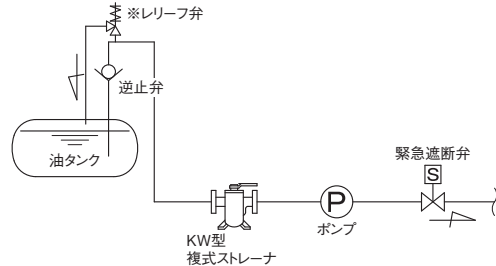 ※レリーフ弁
逆止弁
油タンク
緊急遮断弁
S
P
ポンプ
KW型
複式ストレーナ